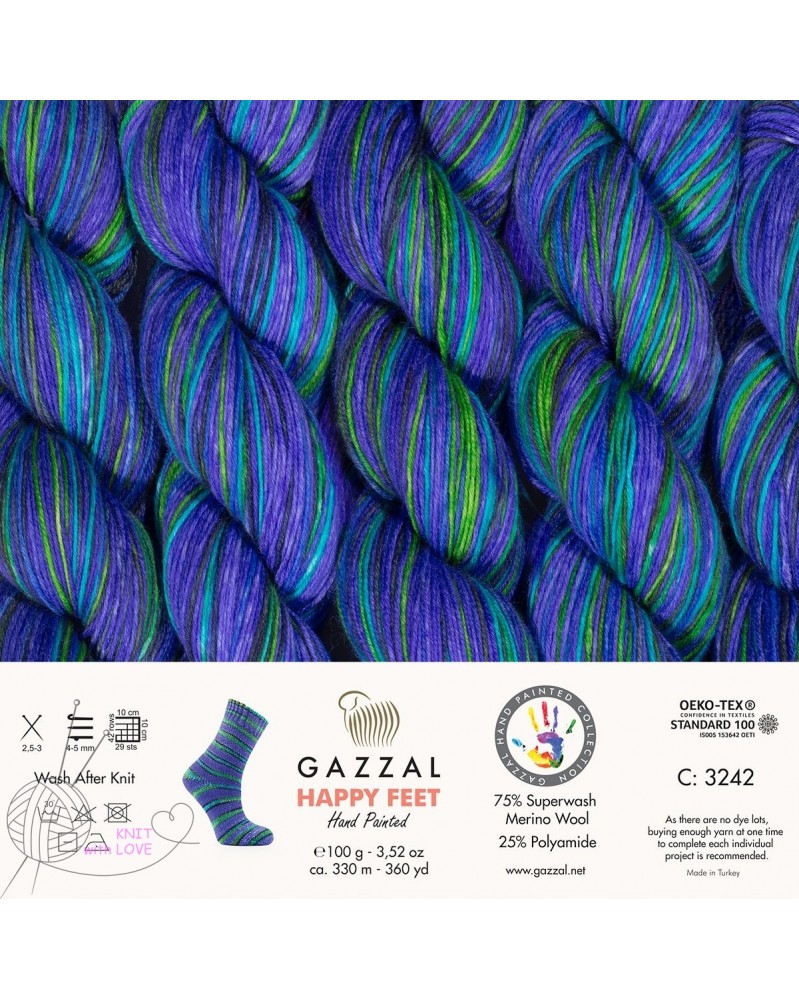 2,5-3
4-5 mm
42 rows
10 cm
10 cm
29 sts
Wash After Knit
30
KNIT
with LOVE
GAZZAL
HAPPY FEET
Hand Painted
℮100 g - 3,52 oz
ca. 330 m - 360 yd
GAZZAL HAND PAINTED COLLECTION
75% Superwash
Merino Wool
25% Polyamide
www.gazzal.net
OEKO-TEX®
CONFIDENCE IN TEXTILES
STANDARD 100
IS005 153642 OETI
C: 3242
As there are no dye lots,
buying enough yarn at one time
to complete each individual
project is recommended.
Made in Turkey